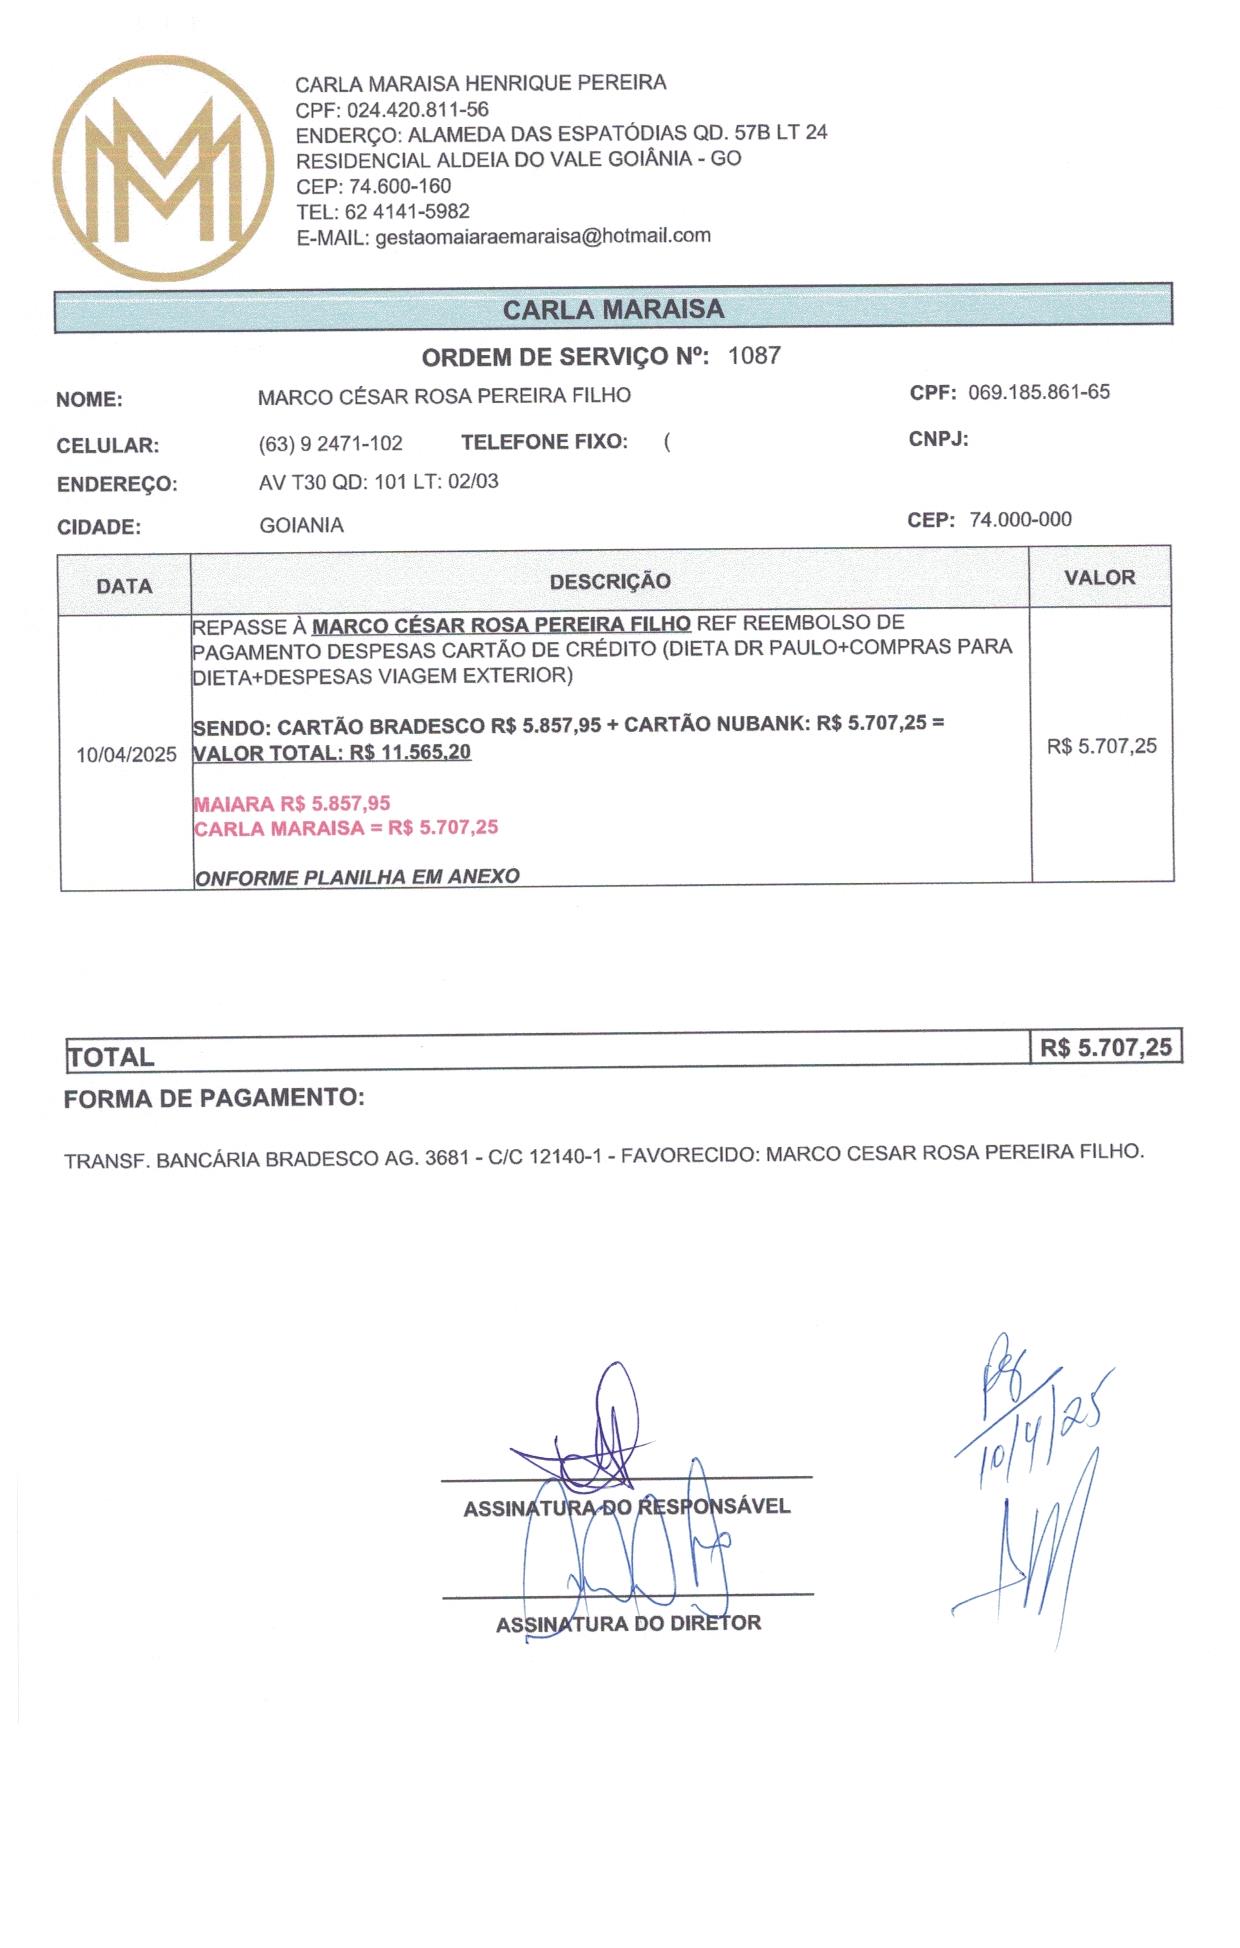 CARLA MARAISA HENRIQUE PEREIRA
CPF: 024.420.811-56
ENDERÇO: ALAMEDA DAS ESPATÓDIAS QD. 57B LT 24
RESIDENCIAL ALDEIA DO VALE GOIÂNIA - GO
CEP: 74.600-160
TEL: 62 4141-5982
E-MAIL: gestaomaiaraemaraisa@hotmail.com
CARLA MARAISA
ORDEM DE SERVIÇO Nº: 1087
NOME: MARCO CÉSAR ROSA PEREIRA FILHO CPF: 069.185.861-65
CELULAR: (63) 9 2471-102 TELEFONE FIXO: ( CNPJ:
ENDEREÇO: AV T30 QD: 101 LT: 02/03
CIDADE: GOIANIA CEP: 74.000-000
DATA DESCRIÇÃO VALOR
REPASSE À MARCO CÉSAR ROSA PEREIRA FILHO REF REEMBOLSO DE
PAGAMENTO DESPESAS CARTÃO DE CRÉDITO (DIETA DR PAULO+COMPRAS PARA
DIETA+DESPESAS VIAGEM EXTERIOR)
SENDO: CARTÃO BRADESCO R$ 5.857,95 + CARTÃO NUBANK: R$ 5.707,25 =
10/04/2025 VALOR TOTAL: R$ 11.565,20 R$ 5.707,25
MAIARA R$ 5.857,95
CARLA MARAISA = R$ 5.707,25
ONFORME PLANILHA EM ANEXO
TOTAL R$ 5.707,25
FORMA DE PAGAMENTO:
TRANSF. BANCÁRIA BRADESCO AG. 3681 - C/C 12140-1 - FAVORECIDO: MARCO CESAR ROSA PEREIRA FILHO.
Pg
10/4/25
ASSINATURA DO RESPONSÁVEL
ASSINATURA DO DIRETOR